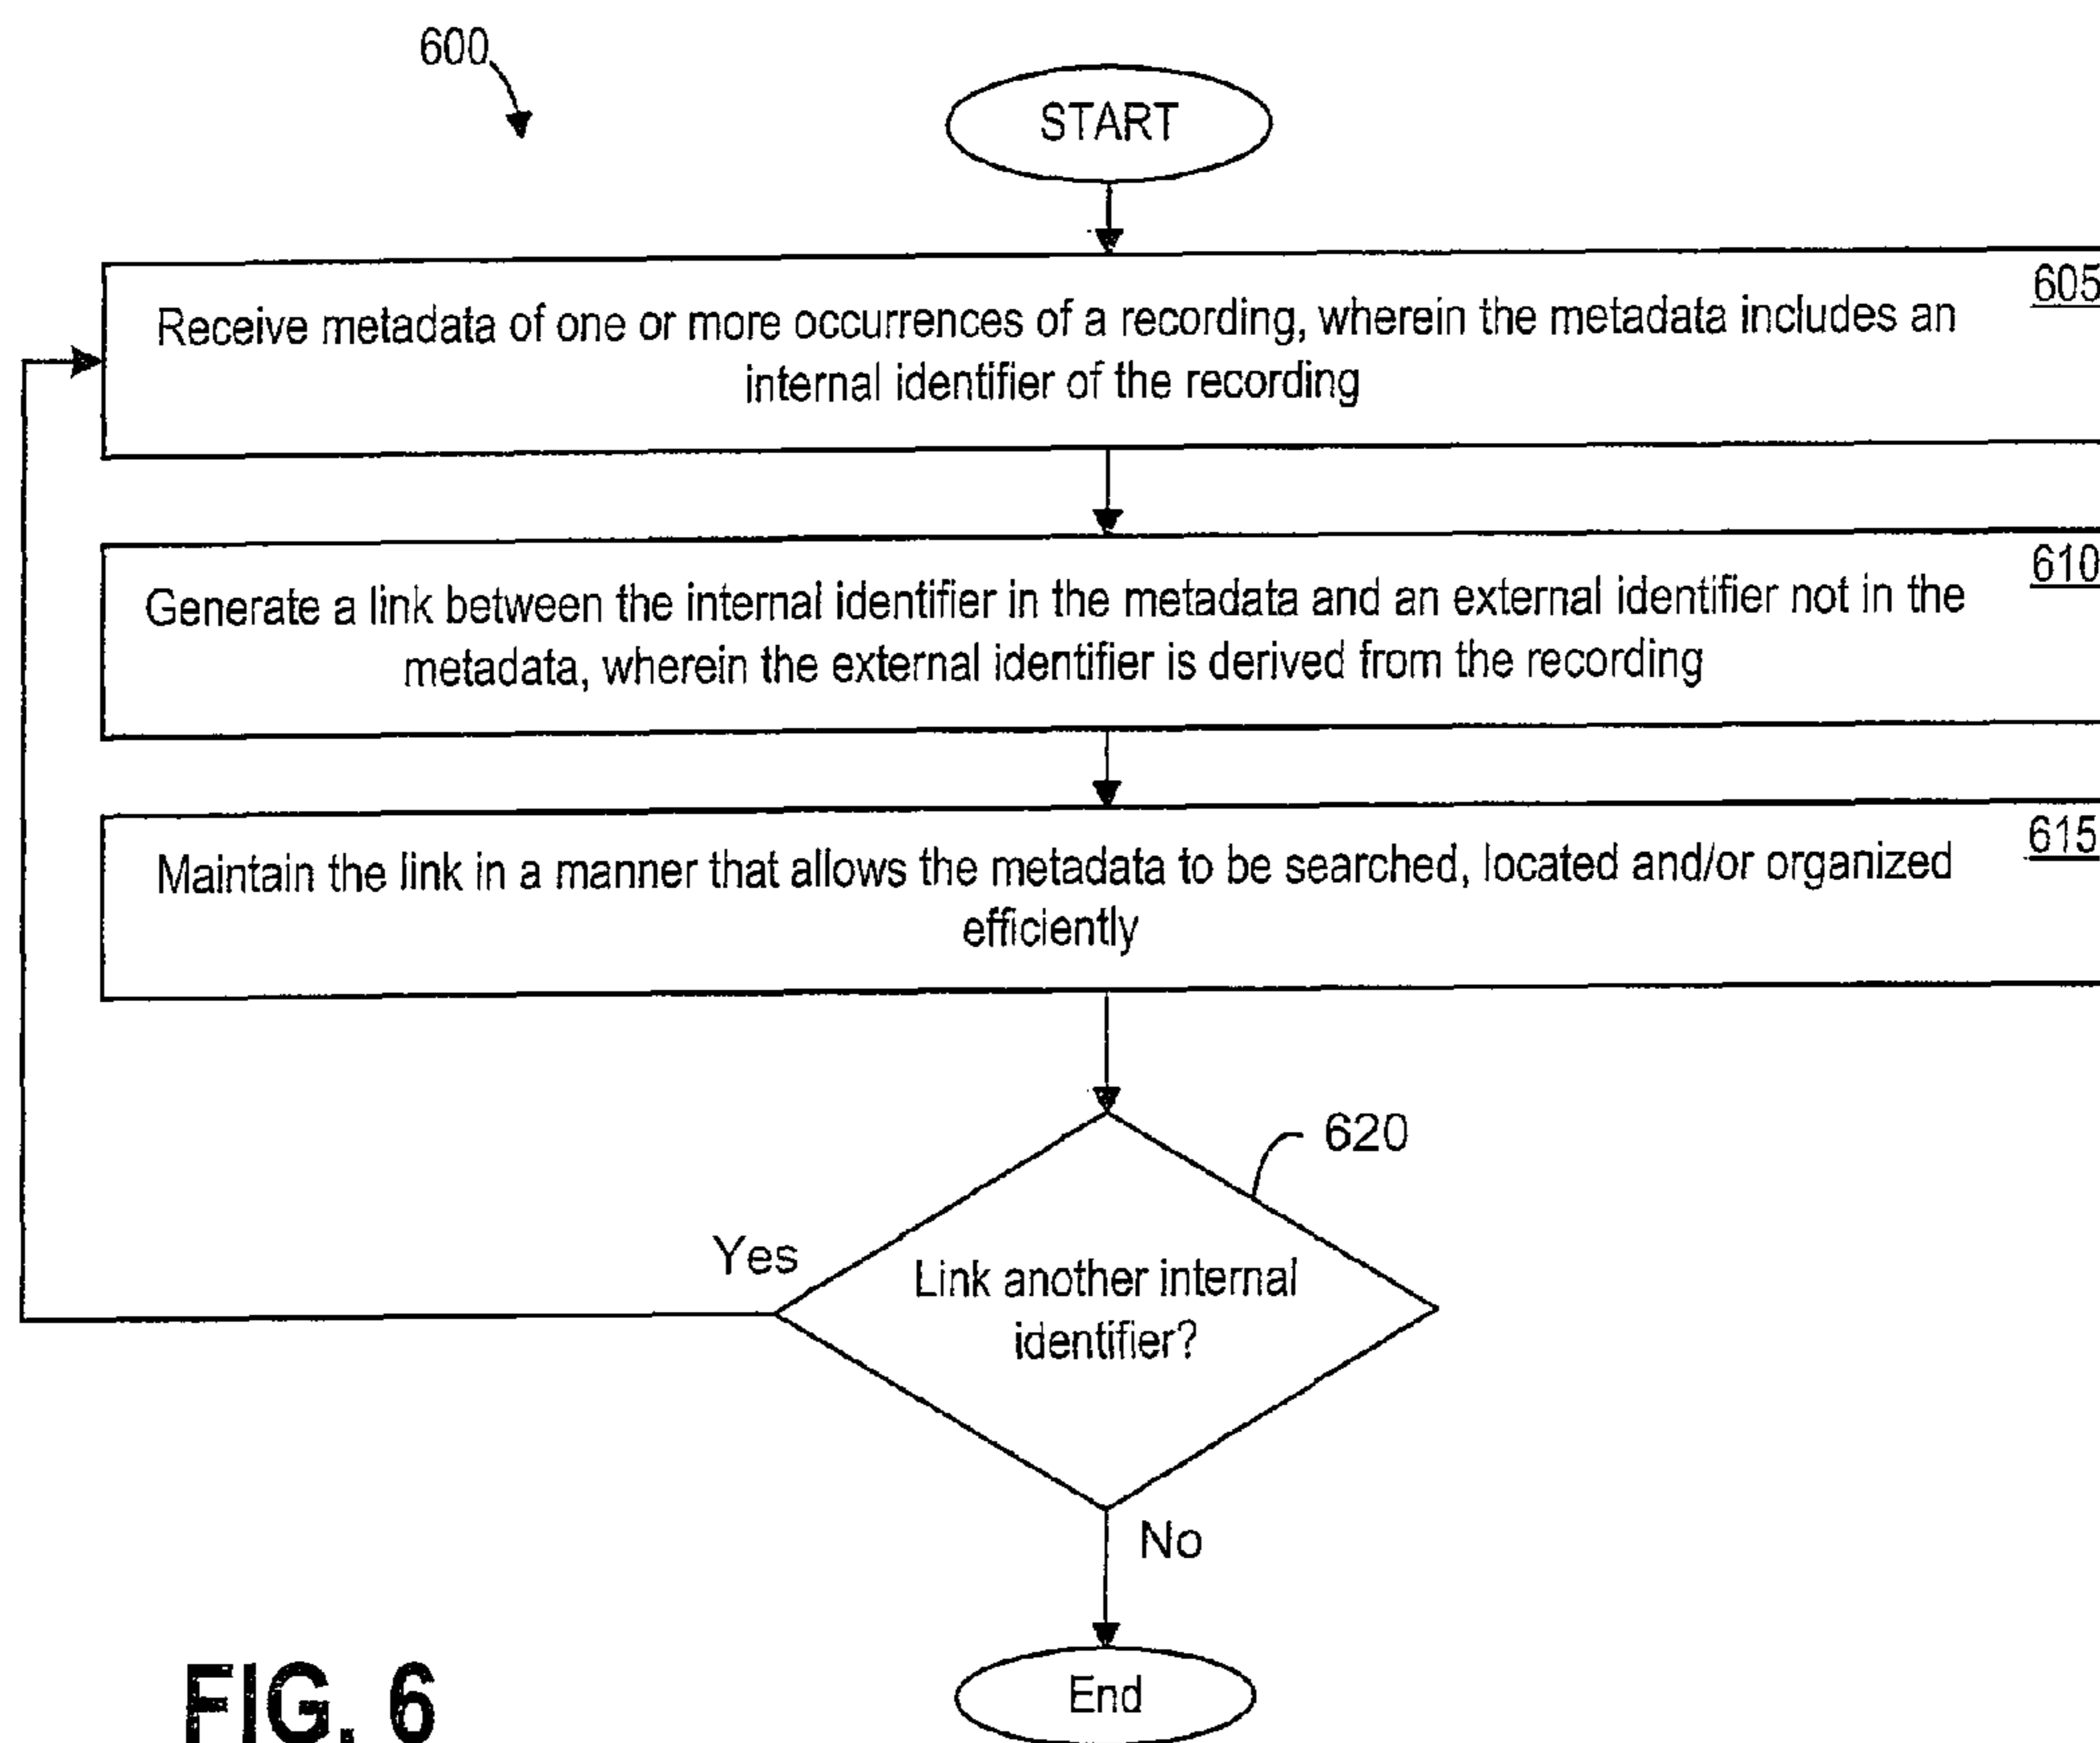 600
START
605
Receive metadata of one or more occurrences of a recording, wherein the metadata includes an
internal identifier of the recording
610
Generate a link between the internal identifier in the metadata and an external identifier not in the
metadata, wherein the external identifier is derived from the recording
615
Maintain the link in a manner that allows the metadata to be searched, located and/or organized
efficiently
620
Yes
Link another internal
identifier?
No
End
FIG. 6